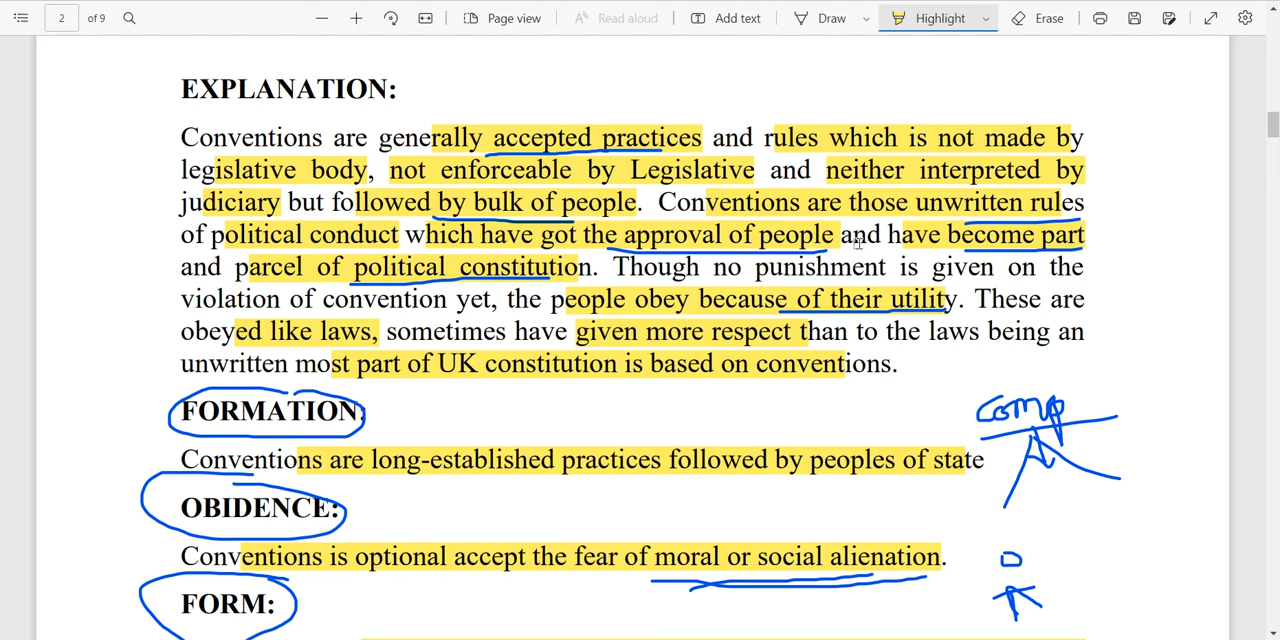 2 of 9 Page view Read aloud Add text Draw Highlight Erase
EXPLANATION:
Conventions are generally accepted practices and rules which is not made by
legislative body, not enforceable by Legislative and neither interpreted by
judiciary but followed by bulk of people. Conventions are those unwritten rules
of political conduct which have got the approval of people and have become part
and parcel of political constitution. Though no punishment is given on the
violation of convention yet, the people obey because of their utility. These are
obeyed like laws, sometimes have given more respect than to the laws being an
unwritten most part of UK constitution is based on conventions.
FORMATION:
comp
Conventions are long-established practices followed by peoples of state
OBIDENCE:
Conventions is optional accept the fear of moral or social alienation.
FORM: